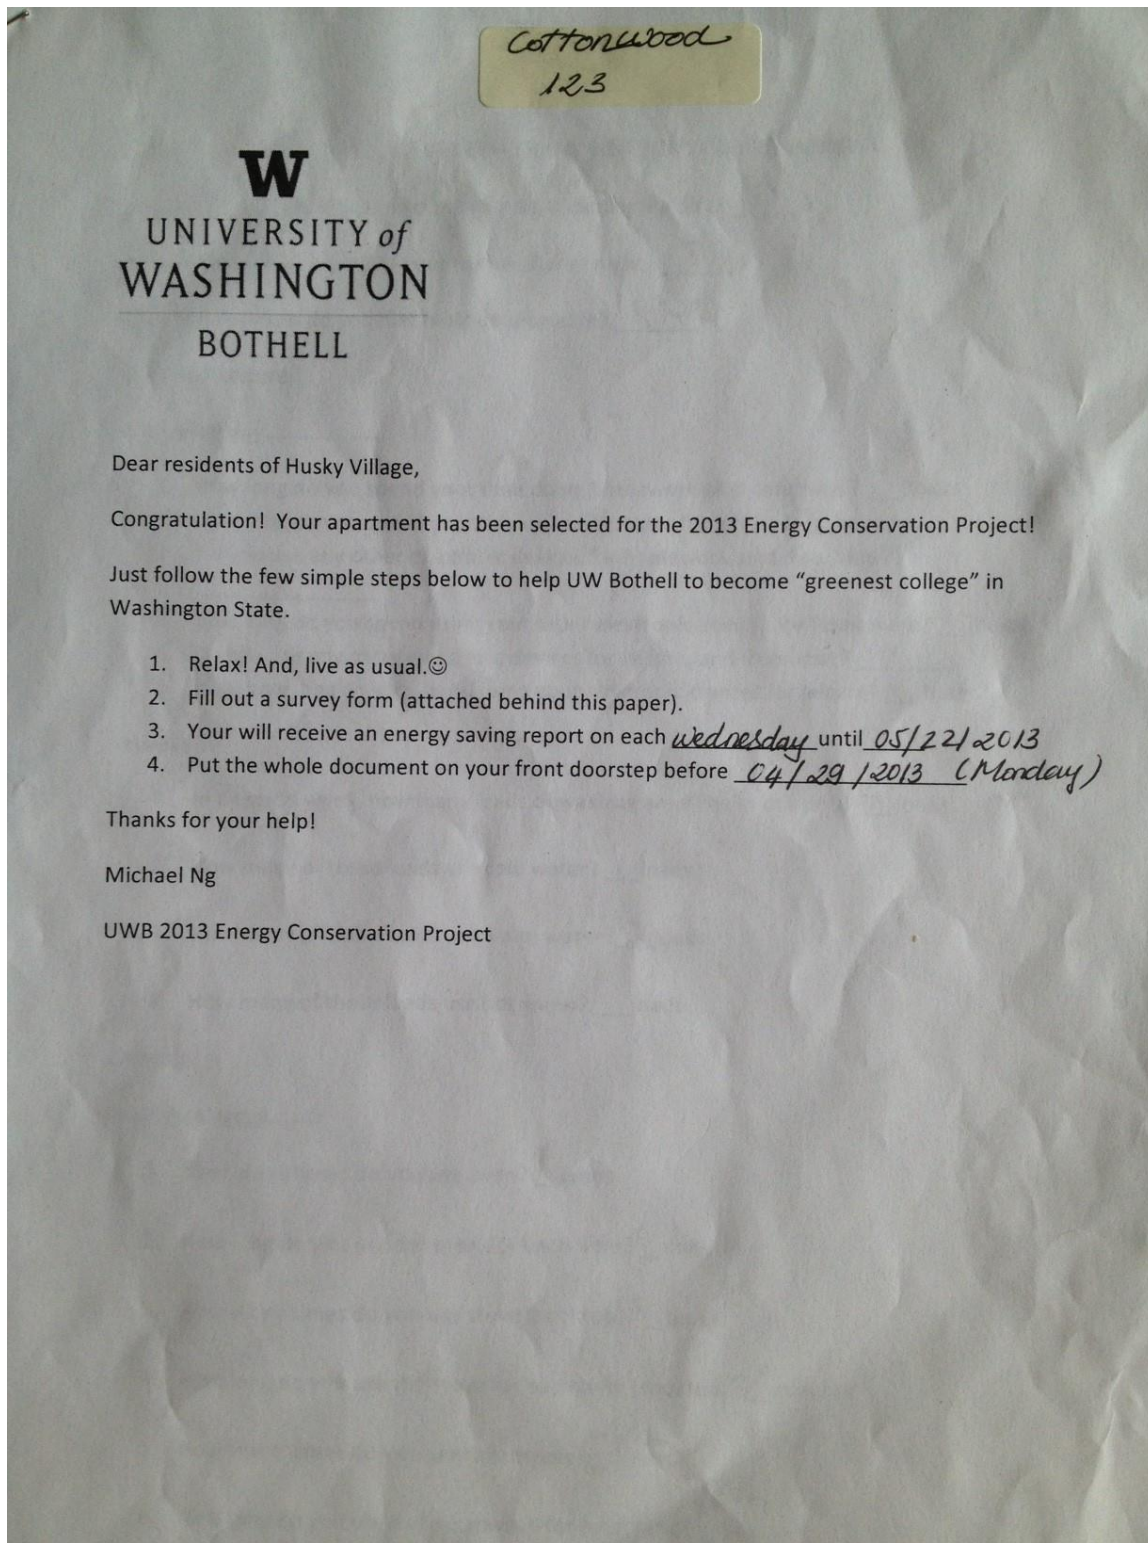 Cottonwood
123
W
UNIVERSITY of
WASHINGTON
BOTHELL
Dear residents of Husky Village,
Congratulation! Your apartment has been selected for the 2013 Energy Conservation Project!
Just follow the few simple steps below to help UW Bothell to become “greenest college” in
Washington State.
1. Relax! And, live as usual.☺
2. Fill out a survey form (attached behind this paper).
3. Your will receive an energy saving report on each wednesday until 05/22/2013
4. Put the whole document on your front doorstep before 04/29/2013 (Monday)
Thanks for your help!
Michael Ng
UWB 2013 Energy Conservation Project